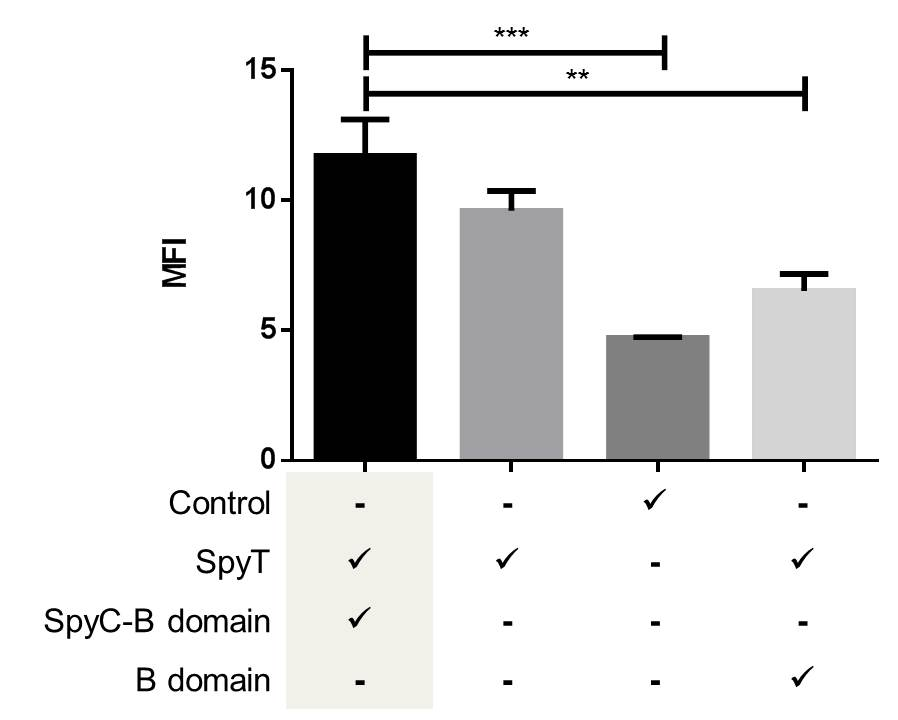 ***
**
15
10
5
0
MFI
Control - - ✓ -
SpyT ✓ ✓ - ✓
SpyC-B domain ✓ - - -
B domain - - - ✓